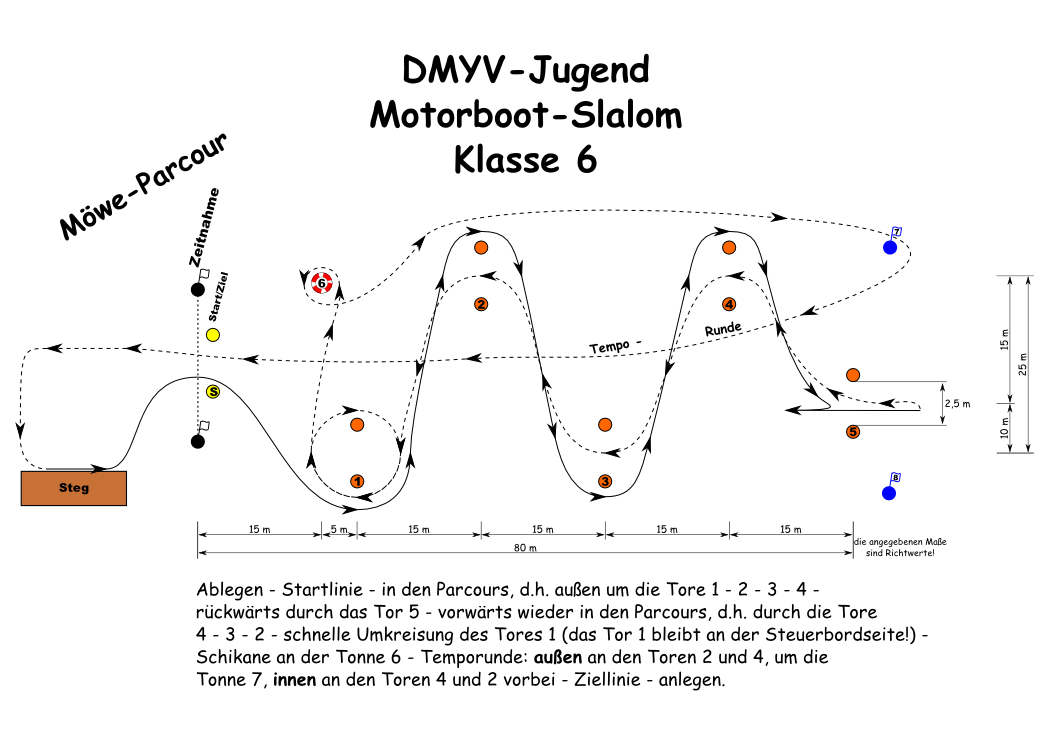 DMYV-Jugend
Motorboot-Slalom
Klasse 6
Möwe-Parcour
Zeitnahme
Start/Ziel
7
6
2
4
Tempo - Runde
15 m
25 m
S
2,5 m
1
3
5
10 m
Steg
8
15 m 5 m 15 m 15 m 15 m 15 m
80 m
die angegebenen Maße
sind Richtwerte!
Ablegen - Startlinie - in den Parcours, d.h. außen um die Tore 1 - 2 - 3 - 4 -
rückwärts durch das Tor 5 - vorwärts wieder in den Parcours, d.h. durch die Tore
4 - 3 - 2 - schnelle Umkreisung des Tores 1 (das Tor 1 bleibt an der Steuerbordseite!) -
Schikane an der Tonne 6 - Temporunde: außen an den Toren 2 und 4, um die
Tonne 7, innen an den Toren 4 und 2 vorbei - Ziellinie - anlegen.